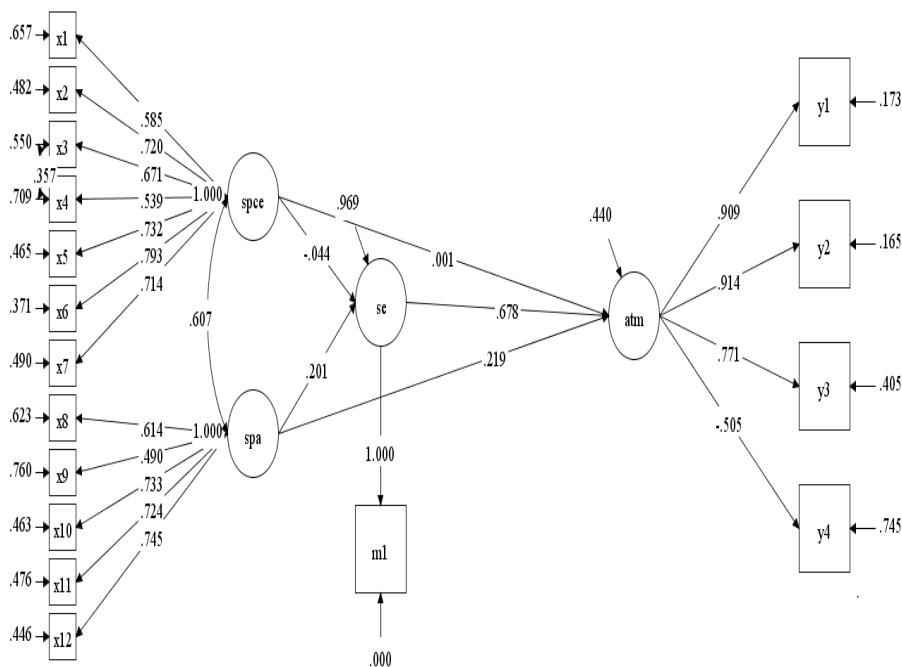 .657 x1
.482 x2
.550 x3
.357
.709 x4
.465 x5
.371 x6
.490 x7
.623 x8
.760 x9
.463 x10
.476 x11
.446 x12
.585
.720
.671
1.000
.539
.732
.793
.714
spce
.607
.614
1.000
.490
.733
.724
.745
spa
.969
-.044
.001
se
.678
.201
.219
1.000
m1
.000
.440
atm
.909
.914
.771
-.505
y1 .173
y2 .165
y3 .405
y4 .745